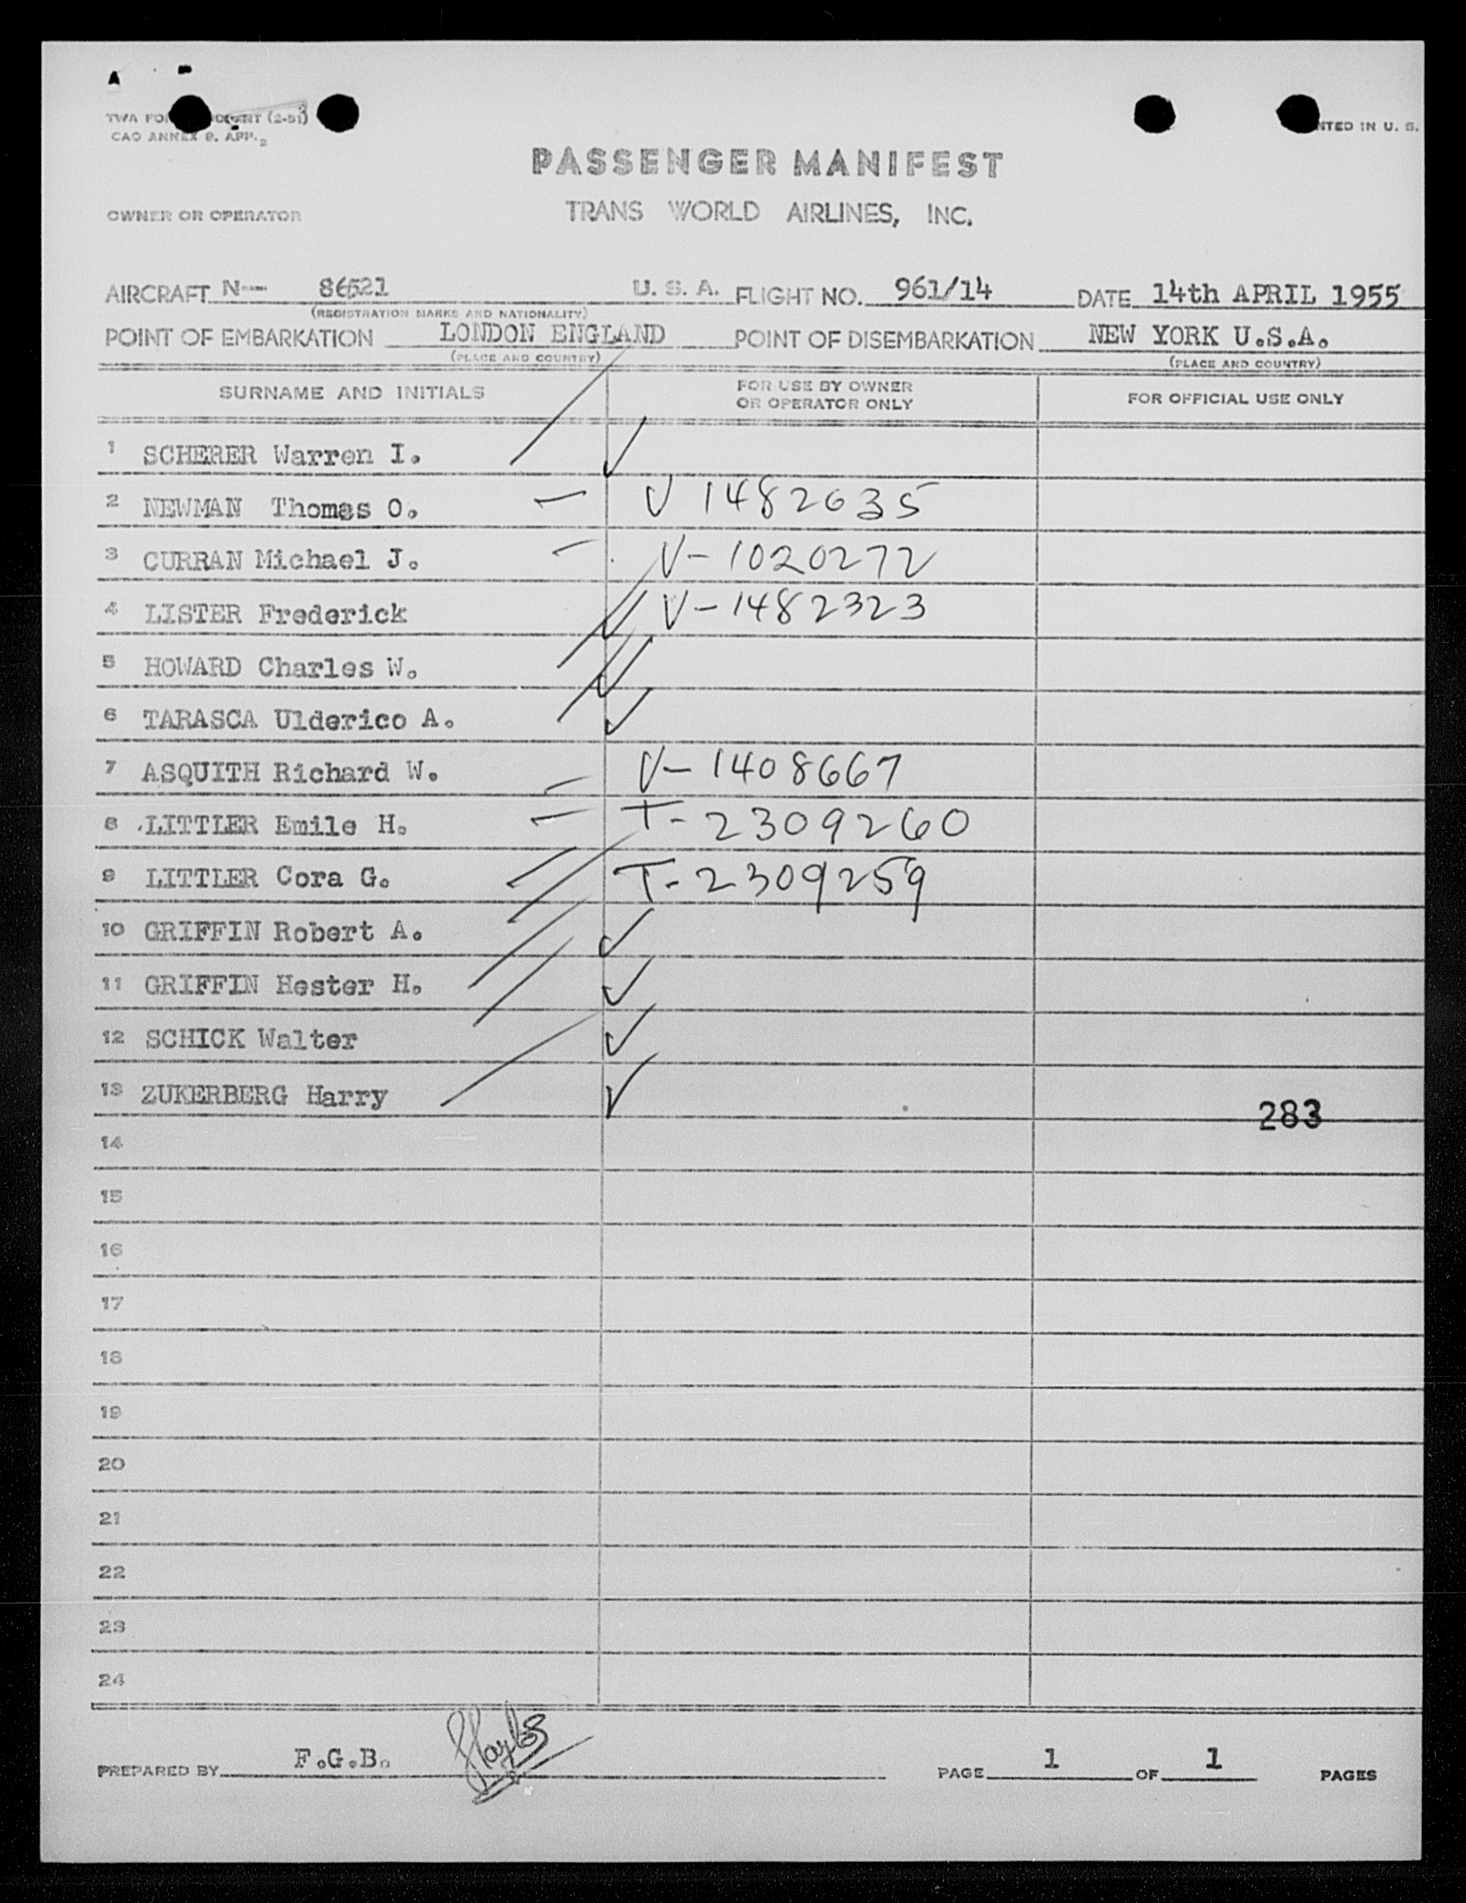 A
TWA FO (2-51)
CAO ANNEX 9. APP. 2
NTED IN U. S.
PASSENGER MANIFEST
OWNER OR OPERATOR TRANS WORLD AIRLINES, INC.
AIRCRAFT N-- 86521 U. S. A. FLIGHT NO. 961/14 DATE 14th APRIL 1955
(REGISTRATION MARKS AND NATIONALITY)
POINT OF EMBARKATION LONDON ENGLAND POINT OF DISEMBARKATION NEW YORK U.S.A.
(PLACE AND COUNTRY) (PLACE AND COUNTRY)
SURNAME AND INITIALS FOR USE BY OWNER OR OPERATOR ONLY FOR OFFICIAL USE ONLY
1 SCHERER Warren I. ✓
2 NEWMAN Thomas O. — V 1482635
3 CURRAN Michael J. — V-1020272
4 LISTER Frederick ✓ V-1482323
5 HOWARD Charles W. ✓
6 TARASCA Ulderico A. ✓
7 ASQUITH Richard W. — V-1408667
8 LITTLER Emile H. — T-2309260
9 LITTLER Cora G. — T-2309259
10 GRIFFIN Robert A. ✓
11 GRIFFIN Hester H. ✓
12 SCHICK Walter ✓
13 ZUKERBERG Harry ✓
283
14
15
16
17
18
19
20
21
22
23
24
PREPARED BY F.G.B. PAGE 1 OF 1 PAGES